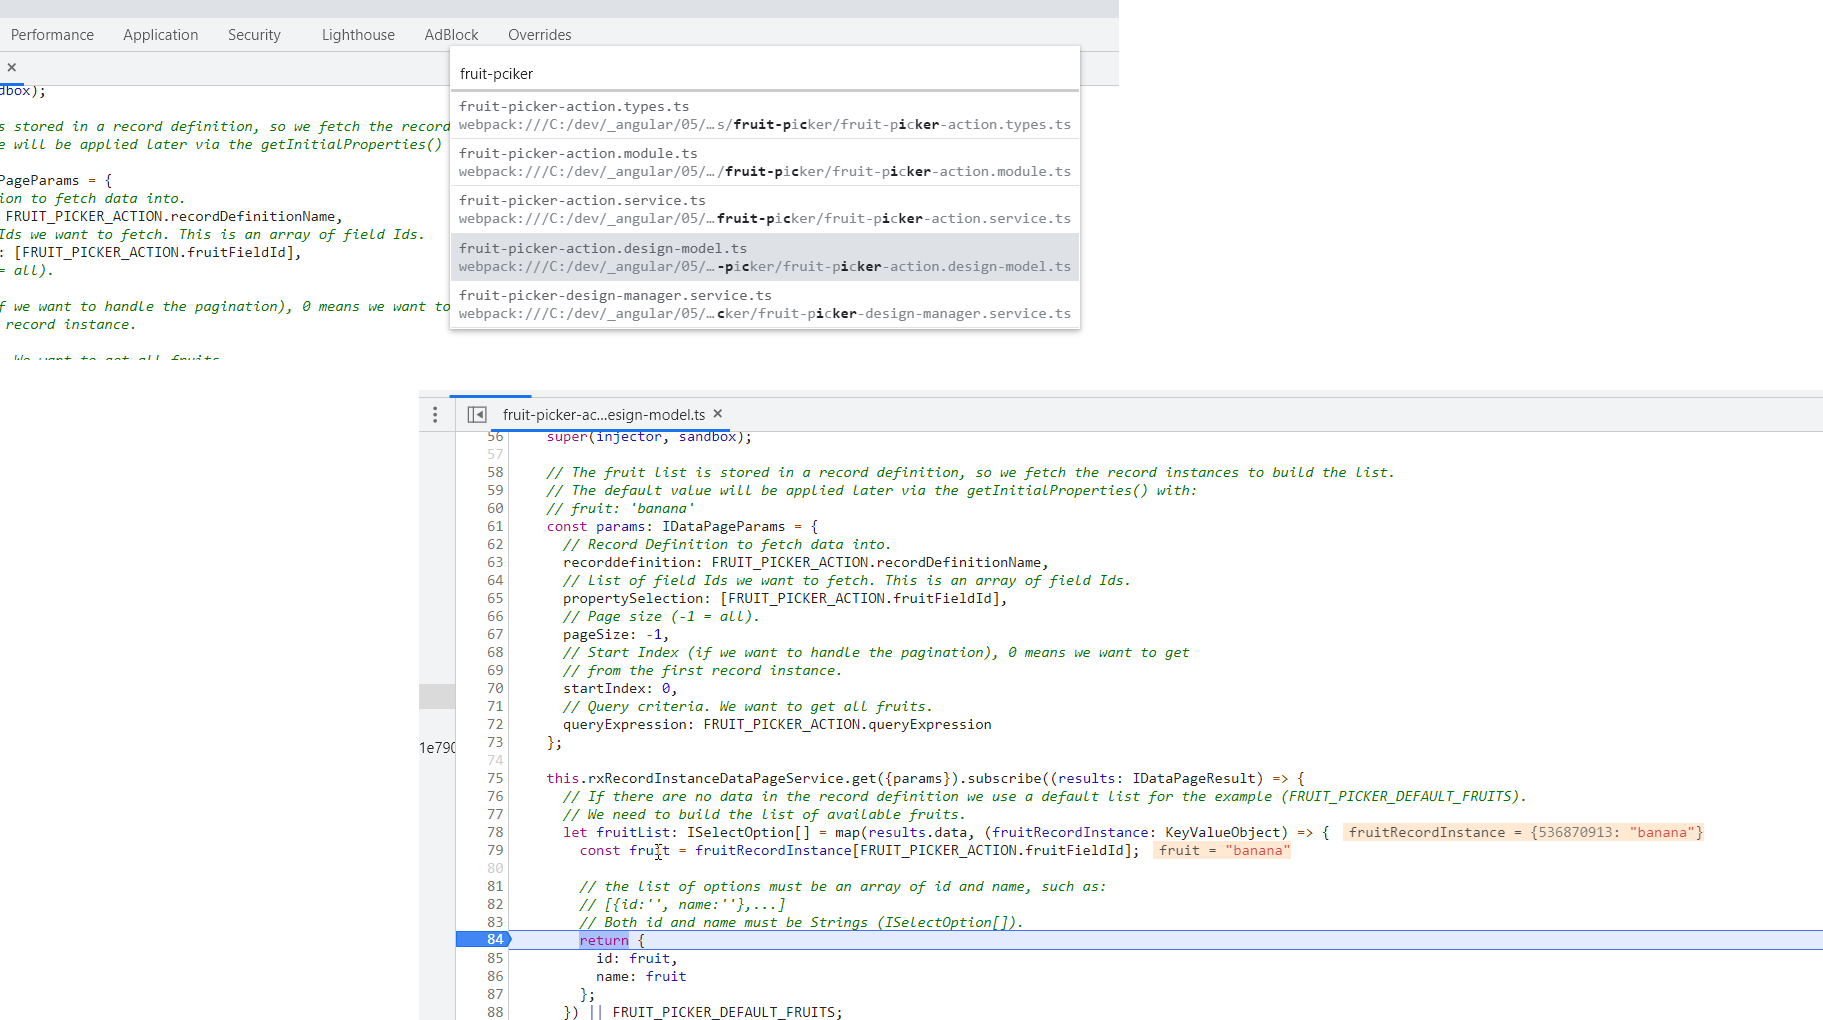 Performance Application Security Lighthouse AdBlock Overrides
×
fruit-pciker
dbox);
fruit-picker-action.types.ts
s stored in a record definition, so we fetch the record
webpack:///C:/dev/_angular/05/…s/fruit-picker/fruit-picker-action.types.ts
e will be applied later via the getInitialProperties()
fruit-picker-action.module.ts
webpack:///C:/dev/_angular/05/…/fruit-picker/fruit-picker-action.module.ts
PageParams = {
ion to fetch data into.
fruit-picker-action.service.ts
FRUIT_PICKER_ACTION.recordDefinitionName,
webpack:///C:/dev/_angular/05/…fruit-picker/fruit-picker-action.service.ts
Ids we want to fetch. This is an array of field Ids.
fruit-picker-action.design-model.ts
: [FRUIT_PICKER_ACTION.fruitFieldId],
webpack:///C:/dev/_angular/05/…-picker/fruit-picker-action.design-model.ts
= all).
fruit-picker-design-manager.service.ts
f we want to handle the pagination), 0 means we want to
webpack:///C:/dev/_angular/05/…cker/fruit-picker-design-manager.service.ts
record instance.
We want to get all fruits
fruit-picker-ac…esign-model.ts ×
56 super(injector, sandbox);
57
58 // The fruit list is stored in a record definition, so we fetch the record instances to build the list.
59 // The default value will be applied later via the getInitialProperties() with:
60 // fruit: 'banana'
61 const params: IDataPageParams = {
62 // Record Definition to fetch data into.
63 recorddefinition: FRUIT_PICKER_ACTION.recordDefinitionName,
64 // List of field Ids we want to fetch. This is an array of field Ids.
65 propertySelection: [FRUIT_PICKER_ACTION.fruitFieldId],
66 // Page size (-1 = all).
67 pageSize: -1,
68 // Start Index (if we want to handle the pagination), 0 means we want to get
69 // from the first record instance.
70 startIndex: 0,
71 // Query criteria. We want to get all fruits.
72 queryExpression: FRUIT_PICKER_ACTION.queryExpression
1e790
73 };
74
75 this.rxRecordInstanceDataPageService.get({params}).subscribe((results: IDataPageResult) => {
76 // If there are no data in the record definition we use a default list for the example (FRUIT_PICKER_DEFAULT_FRUITS).
77 // We need to build the list of available fruits.
78 let fruitList: ISelectOption[] = map(results.data, (fruitRecordInstance: KeyValueObject) => { fruitRecordInstance = {536870913: "banana"}
79 const fruit = fruitRecordInstance[FRUIT_PICKER_ACTION.fruitFieldId]; fruit = "banana"
80
81 // the list of options must be an array of id and name, such as:
82 // [{id:'', name:''},...]
83 // Both id and name must be Strings (ISelectOption[]).
84 return {
85 id: fruit,
86 name: fruit
87 };
88 }) || FRUIT_PICKER_DEFAULT_FRUITS;